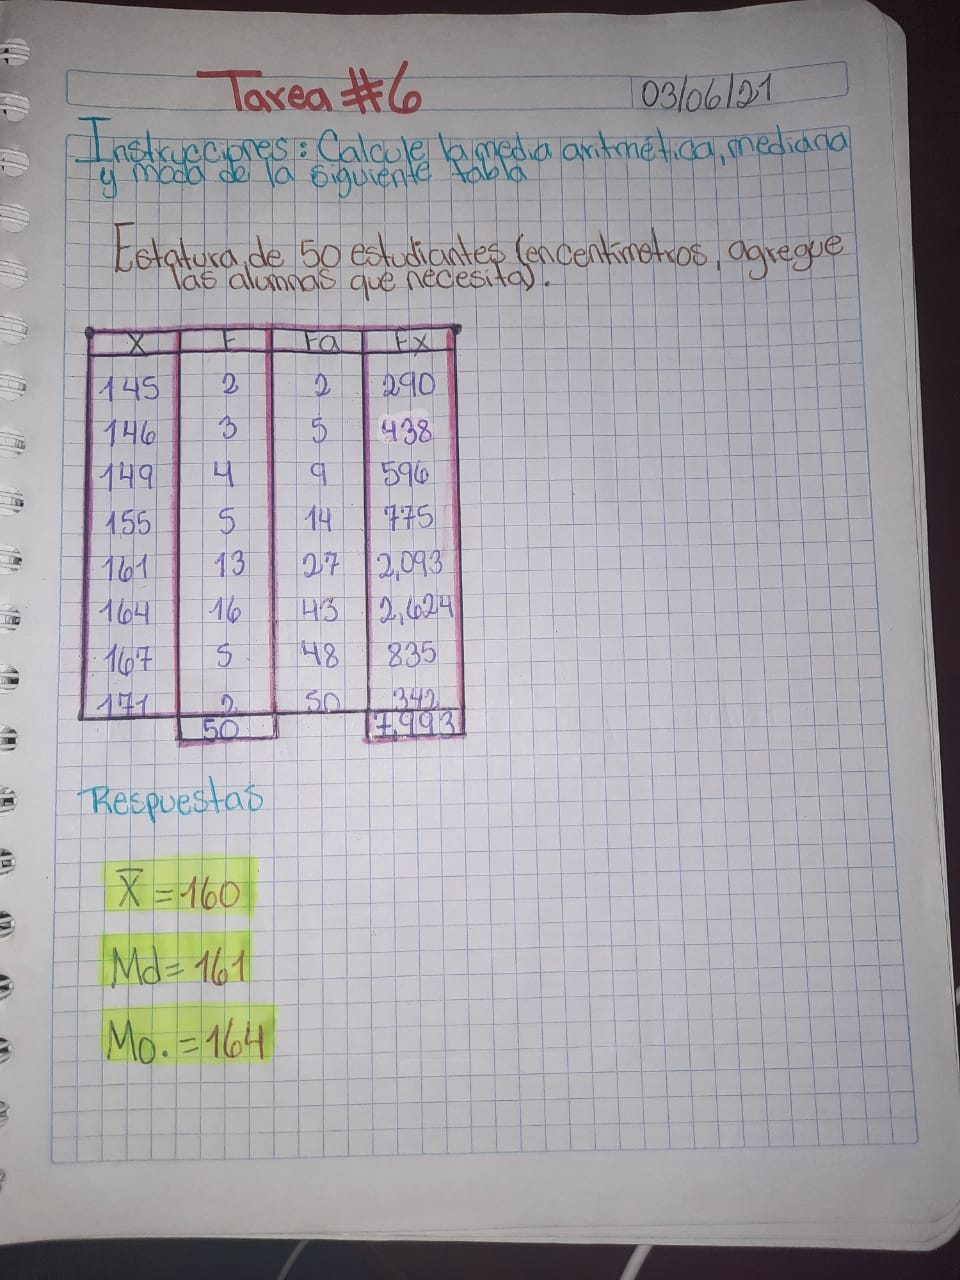 Tarea #6 03/06/21
Instrucciones: Calcule la media aritmética, mediana
y moda de la siguiente tabla
Estatura de 50 estudiantes (en centímetros, agregue
las alumnas que necesita).
X F Fa Fx
145 2 2 290
146 3 5 438
149 4 9 596
155 5 14 775
161 13 27 2,093
164 16 43 2,624
167 5 48 835
171 2 50 342
50 7,993
Respuestas
X̅ = 160
Md = 161
Mo. = 164